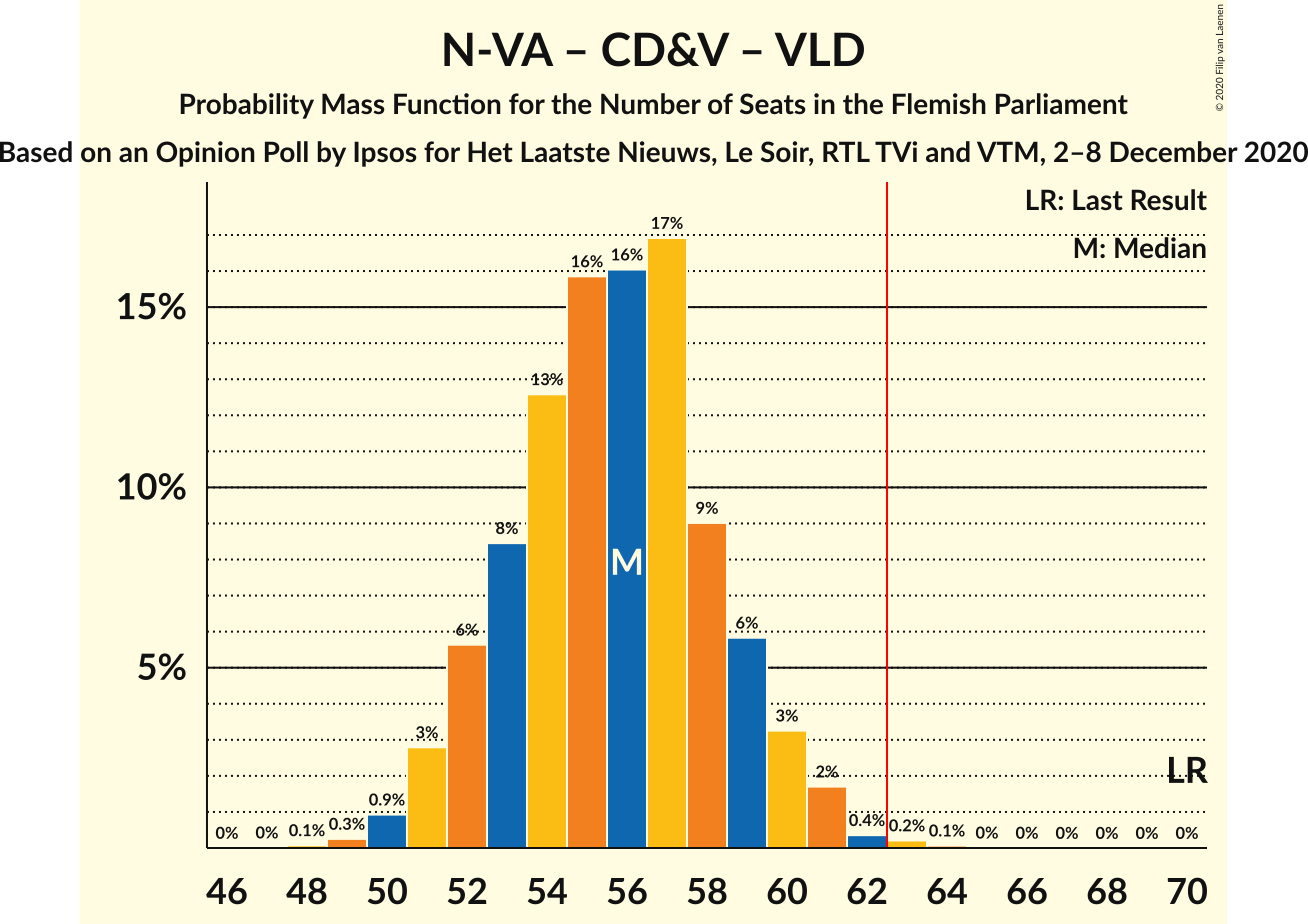 © 2020 Filip van Laenen
N-VA – CD&V – VLD
Probability Mass Function for the Number of Seats in the Flemish Parliament
Based on an Opinion Poll by Ipsos for Het Laatste Nieuws, Le Soir, RTL TVi and VTM, 2–8 December 2020
LR: Last Result
M: Median
15%
10%
5%
0% 0% 0.1% 0.3% 0.9% 3% 6% 8% 13% 16% 16% 17% 9% 6% 3% 2% 0.4% 0.2% 0.1% 0% 0% 0% 0% 0% 0%
M
LR
46 48 50 52 54 56 58 60 62 64 66 68 70